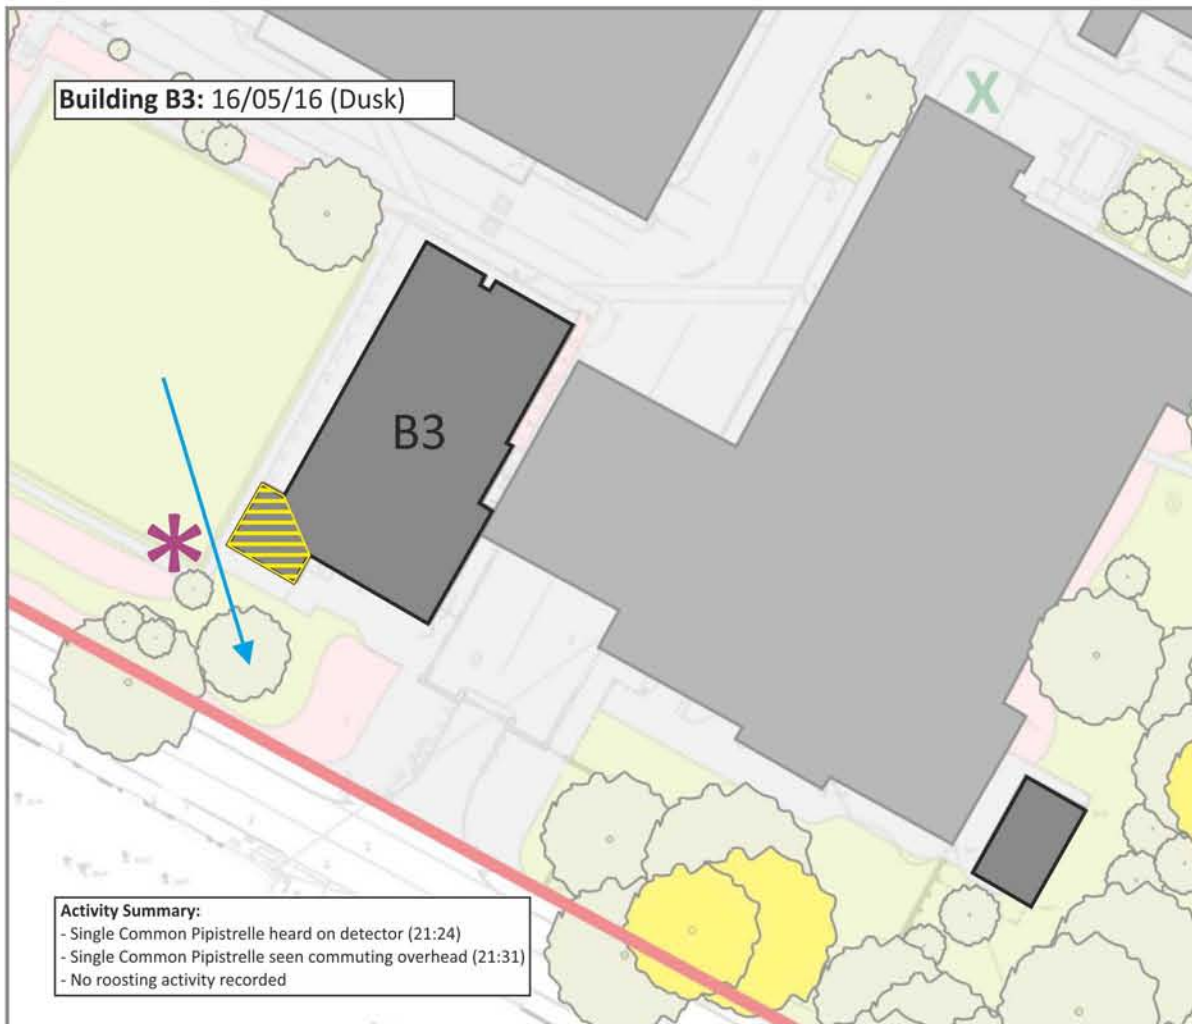 Building B3: 16/05/16 (Dusk)
X
B3
*
Activity Summary:
- Single Common Pipistrelle heard on detector (21:24)
- Single Common Pipistrelle seen commuting overhead (21:31)
- No roosting activity recorded